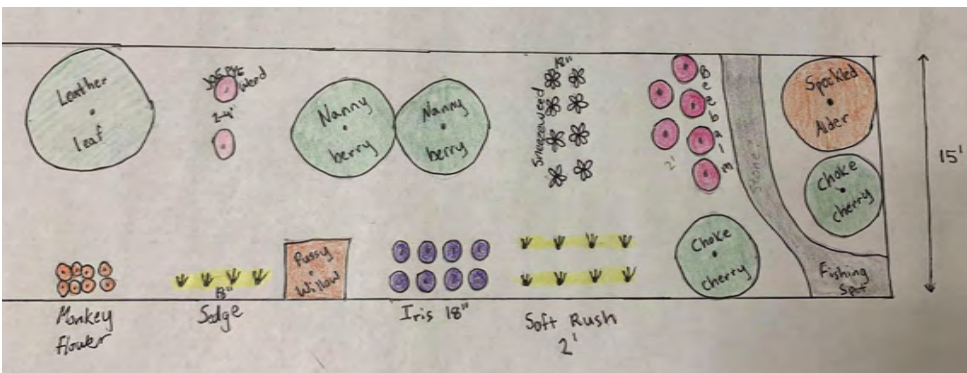 Leather
leaf
Joe Pye
Weed
2-4'
Nanny
berry
Nanny
berry
18"
Sneezeweed
Beebalm
2'
Stone
Speckled
Alder
Choke
cherry
15'
Pussy
Willow
Choke
cherry
Fishing
Spot
Monkey
flower
18"
Sedge
Iris 18"
Soft Rush
2'